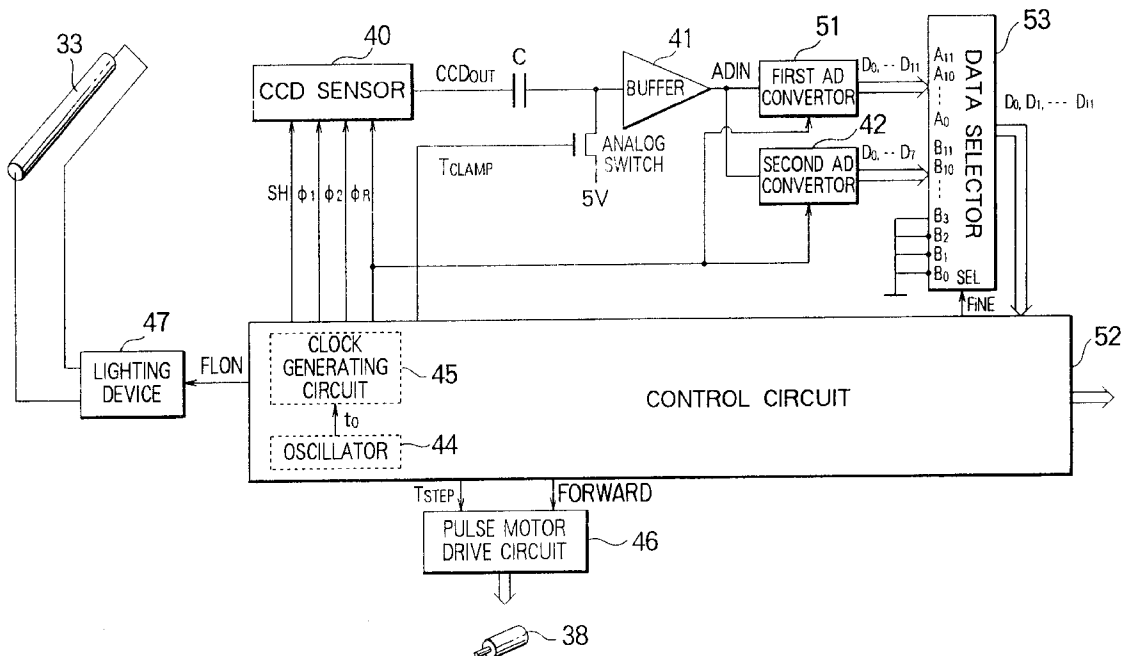 33
40
CCD SENSOR
CCDOUT
C
41
BUFFER
ADIN
51
FIRST AD
CONVERTOR
D0, -- D11
53
DATA SELECTOR
A11
A10
A0
B11
B10
B3
B2
B1
B0
SEL
D0, D1, --- D11
42
SECOND AD
CONVERTOR
D0, -- D7
ANALOG
SWITCH
5V
TCLAMP
SH
ϕ1
ϕ2
ϕR
FiNE
47
LIGHTING
DEVICE
FLON
CLOCK
GENERATING
CIRCUIT
45
t0
OSCILLATOR
44
CONTROL CIRCUIT
52
TSTEP
FORWARD
PULSE MOTOR
DRIVE CIRCUIT
46
38